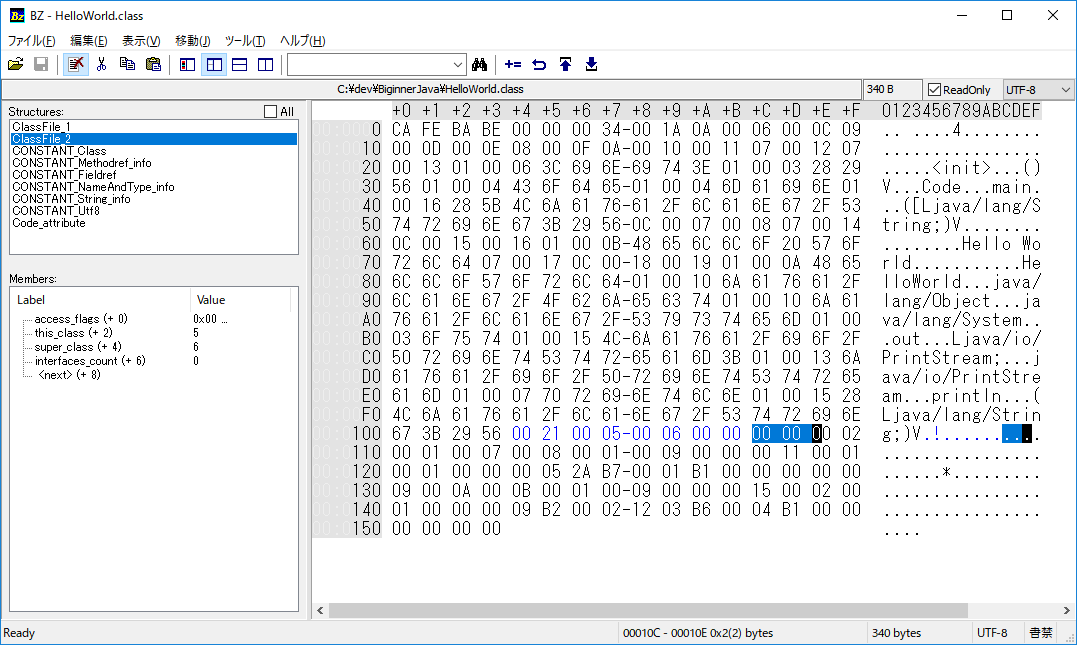 BZ - HelloWorld.class
ファイル(F) 編集(E) 表示(V) 移動(J) ツール(T) ヘルプ(H)
C:¥dev¥BiginnerJava¥HelloWorld.class 340 B ReadOnly UTF-8
Structures: All
ClassFile_1
ClassFile_2
CONSTANT_Class
CONSTANT_Methodref_info
CONSTANT_Fieldref
CONSTANT_NameAndType_info
CONSTANT_String_info
CONSTANT_Utf8
Code_attribute
Members:
Label Value
access_flags (+ 0) 0x00 ...
this_class (+ 2) 5
super_class (+ 4) 6
interfaces_count (+ 6) 0
<next> (+ 8)
+0 +1 +2 +3 +4 +5 +6 +7 +8 +9 +A +B +C +D +E +F 0123456789ABCDEF
0 CA FE BA BE 00 00 00 34-00 1A 0A 00 06 00 0C 09 .......4........
10 00 0D 00 0E 08 00 0F 0A-00 10 00 11 07 00 12 07 ................
20 00 13 01 00 06 3C 69 6E-69 74 3E 01 00 03 28 29 .....<init>...()
30 56 01 00 04 43 6F 64 65-01 00 04 6D 61 69 6E 01 V...Code...main.
40 00 16 28 5B 4C 6A 61 76-61 2F 6C 61 6E 67 2F 53 ..([Ljava/lang/S
50 74 72 69 6E 67 3B 29 56-0C 00 07 00 08 07 00 14 tring;)V........
60 0C 00 15 00 16 01 00 0B-48 65 6C 6C 6F 20 57 6F ........Hello Wo
70 72 6C 64 07 00 17 0C 00-18 00 19 01 00 0A 48 65 rld...........He
80 6C 6C 6F 57 6F 72 6C 64-01 00 10 6A 61 76 61 2F lloWorld...java/
90 6C 61 6E 67 2F 4F 62 6A-65 63 74 01 00 10 6A 61 lang/Object...ja
A0 76 61 2F 6C 61 6E 67 2F-53 79 73 74 65 6D 01 00 va/lang/System..
B0 03 6F 75 74 01 00 15 4C-6A 61 76 61 2F 69 6F 2F .out...Ljava/io/
C0 50 72 69 6E 74 53 74 72-65 61 6D 3B 01 00 13 6A PrintStream;...j
D0 61 76 61 2F 69 6F 2F 50-72 69 6E 74 53 74 72 65 ava/io/PrintStre
E0 61 6D 01 00 07 70 72 69-6E 74 6C 6E 01 00 15 28 am...println...(
F0 4C 6A 61 76 61 2F 6C 61-6E 67 2F 53 74 72 69 6E Ljava/lang/Strin
100 67 3B 29 56 00 21 00 05-00 06 00 00 00 00 00 02 g;)V.!..........
110 00 01 00 07 00 08 00 01-00 09 00 00 00 11 00 01 ................
120 00 01 00 00 00 05 2A B7-00 01 B1 00 00 00 00 00 ......*.........
130 09 00 0A 00 0B 00 01 00-09 00 00 00 15 00 02 00 ................
140 01 00 00 00 09 B2 00 02-12 03 B6 00 04 B1 00 00 ................
150 00 00 00 00 ....
Ready 00010C - 00010E 0x2(2) bytes 340 bytes UTF-8 書禁